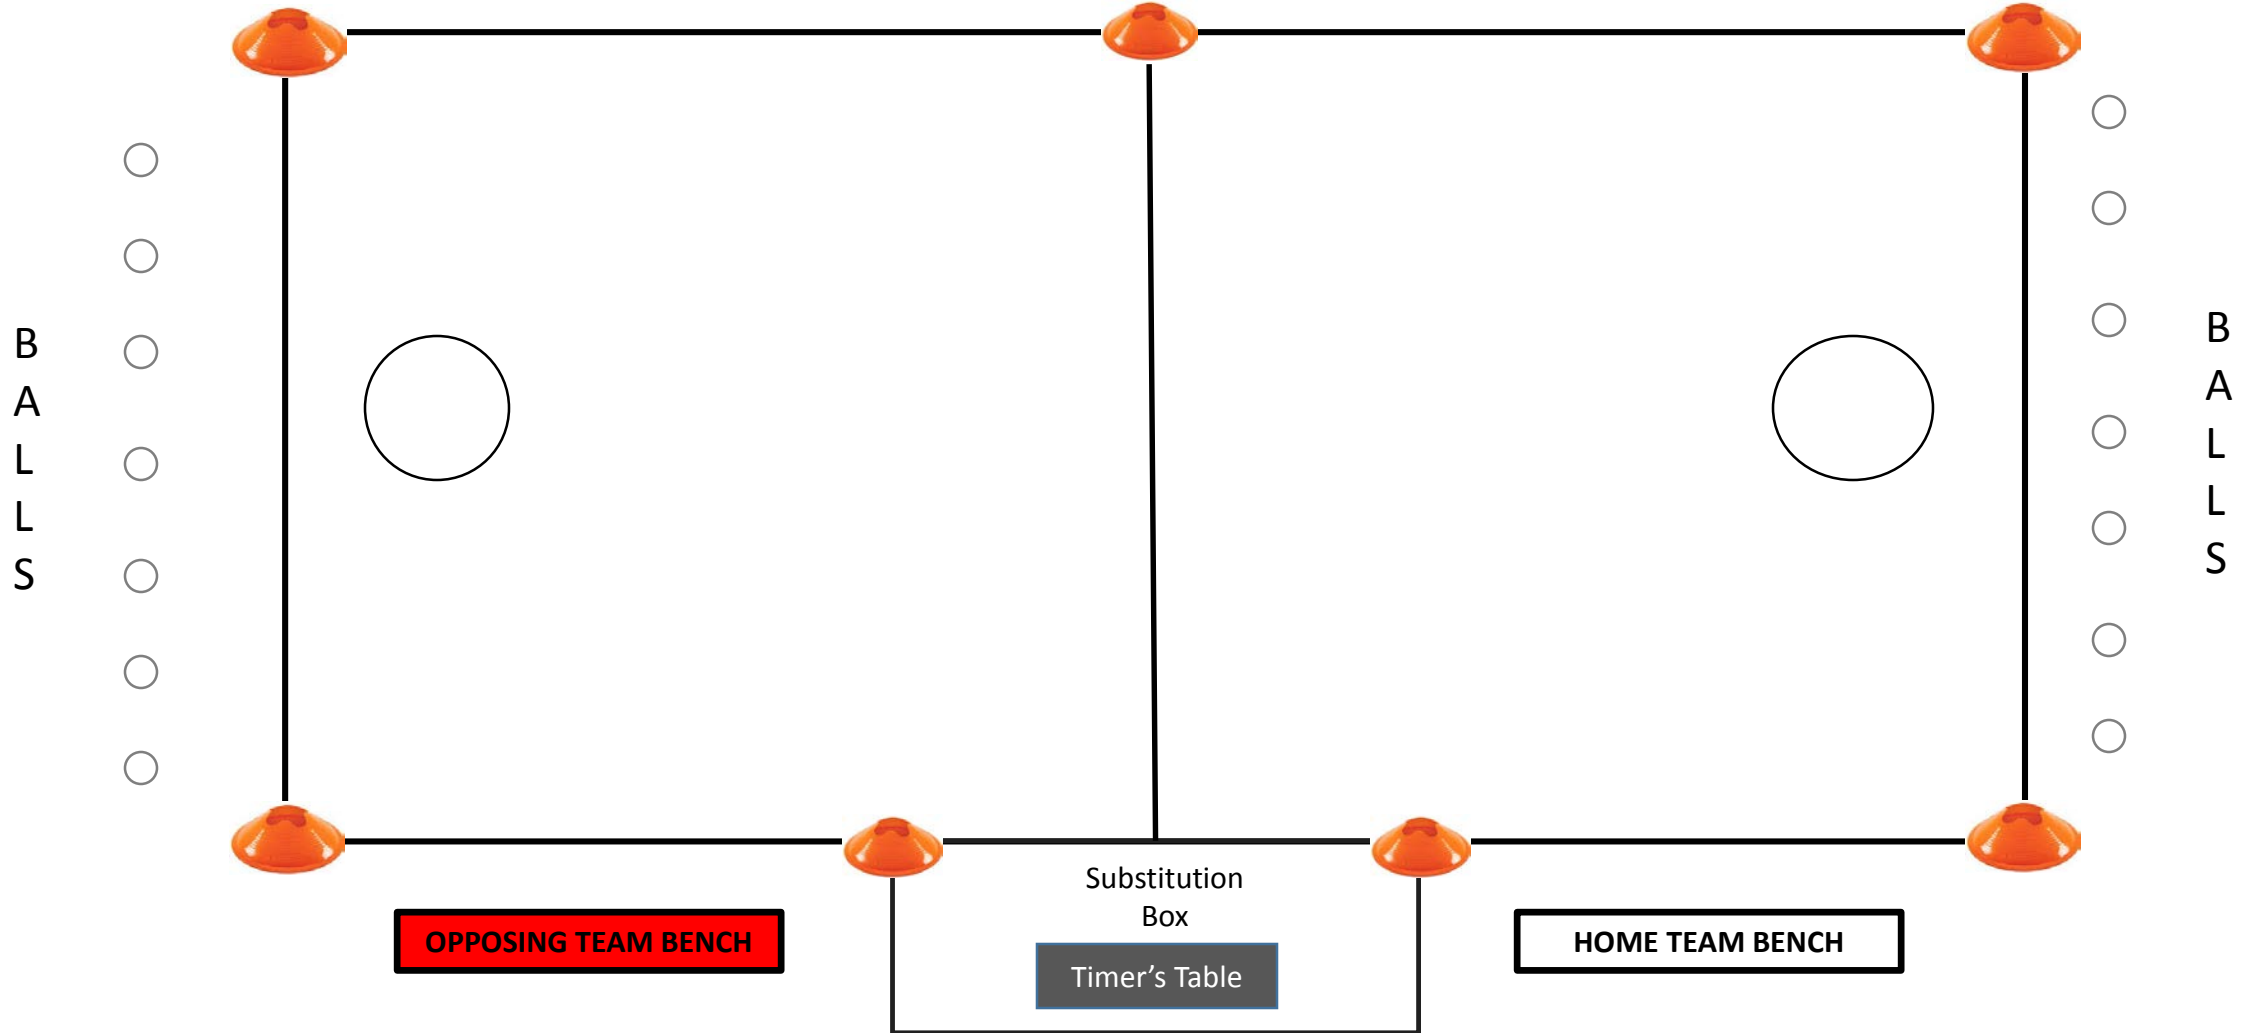 B
A
L
L
S
B
A
L
L
S
Substitution
Box
OPPOSING TEAM BENCH
HOME TEAM BENCH
Timer’s Table